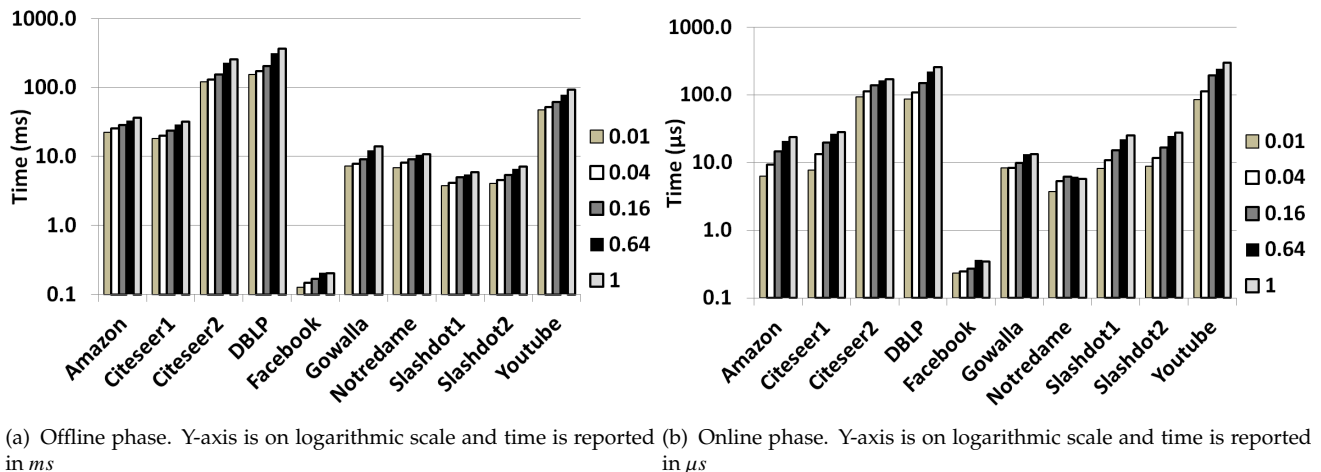 1000.0
100.0
10.0
1.0
0.1
Time (ms)
0.01
0.04
0.16
0.64
1
Amazon
Citeseer1
Citeseer2
DBLP
Facebook
Gowalla
Notredame
Slashdot1
Slashdot2
Youtube
(a) Offline phase. Y-axis is on logarithmic scale and time is reported
in ms
1000.0
100.0
10.0
1.0
0.1
Time (µs)
0.01
0.04
0.16
0.64
1
Amazon
Citeseer1
Citeseer2
DBLP
Facebook
Gowalla
Notredame
Slashdot1
Slashdot2
Youtube
(b) Online phase. Y-axis is on logarithmic scale and time is reported
in µs